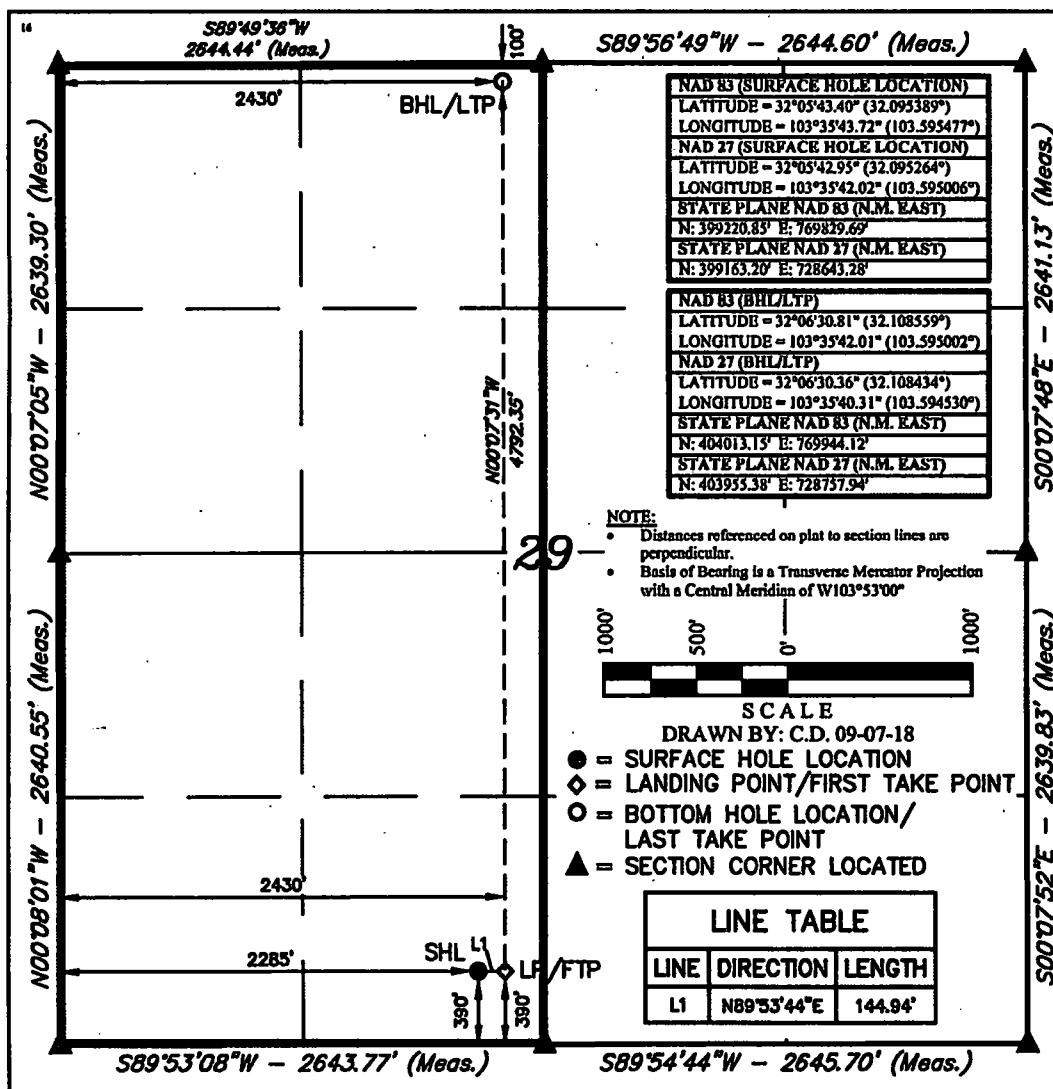 16
S89°49'36"W
2644.44' (Meas.)
100'
S89°56'49"W - 2644.60' (Meas.)
2430'
BHL/LTP
NAD 83 (SURFACE HOLE LOCATION)
LATITUDE = 32°05'43.40" (32.095389°)
LONGITUDE = 103°35'43.72" (103.595477°)
NAD 27 (SURFACE HOLE LOCATION)
LATITUDE = 32°05'42.95" (32.095264°)
LONGITUDE = 103°35'42.02" (103.595006°)
STATE PLANE NAD 83 (N.M. EAST)
N: 399220.85' E: 769829.69'
STATE PLANE NAD 27 (N.M. EAST)
N: 399163.20' E: 728643.28'
NAD 83 (BHL/LTP)
LATITUDE = 32°06'30.81" (32.108559°)
LONGITUDE = 103°35'42.01" (103.595002°)
NAD 27 (BHL/LTP)
LATITUDE = 32°06'30.36" (32.108434°)
LONGITUDE = 103°35'40.31" (103.594530°)
STATE PLANE NAD 83 (N.M. EAST)
N: 404013.15' E: 769944.12'
STATE PLANE NAD 27 (N.M. EAST)
N: 403955.38' E: 728757.94'
N00°07'05"W - 2639.30' (Meas.)
S00°07'48"E - 2641.13' (Meas.)
N00°07'31"W
4792.35'
29
NOTE:
• Distances referenced on plat to section lines are
perpendicular.
• Basis of Bearing is a Transverse Mercator Projection
with a Central Meridian of W103°53'00"
1000' 500' 0' 1000'
SCALE
DRAWN BY: C.D. 09-07-18
● = SURFACE HOLE LOCATION
◇ = LANDING POINT/FIRST TAKE POINT
○ = BOTTOM HOLE LOCATION/
LAST TAKE POINT
▲ = SECTION CORNER LOCATED
N00°08'01"W - 2640.55' (Meas.)
S00°07'52"E - 2639.83' (Meas.)
2430'
2285'
SHL
L1
LP/FTP
390'
390'
LINE TABLE
LINE DIRECTION LENGTH
L1 N89°53'44"E 144.94'
S89°53'08"W - 2643.77' (Meas.)
S89°54'44"W - 2645.70' (Meas.)